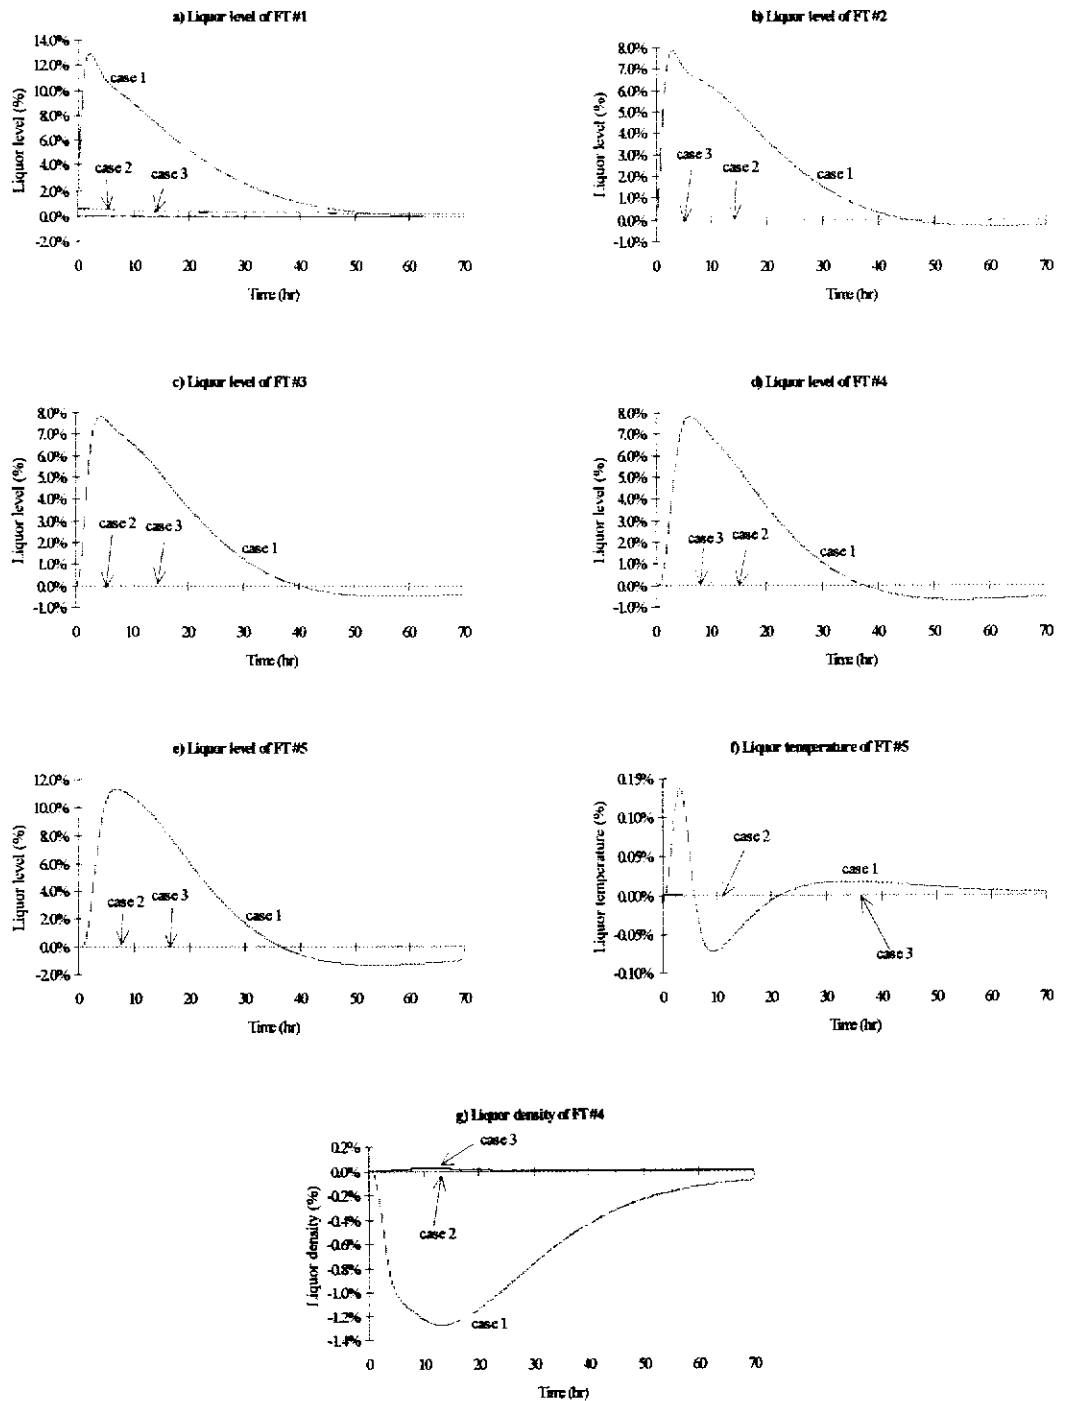 a) Liquor level of FT#1
14.0%
12.0%
10.0%
8.0%
6.0%
4.0%
2.0%
0.0%
-2.0%
Liquor level (%)
case 1
case 2
case 3
0 10 20 30 40 50 60 70
Time (hr)
b) Liquor level of FT#2
8.0%
7.0%
6.0%
5.0%
4.0%
3.0%
2.0%
1.0%
0.0%
-1.0%
Liquor level (%)
case 3
case 2
case 1
0 10 20 30 40 50 60 70
Time (hr)
c) Liquor level of FT#3
8.0%
7.0%
6.0%
5.0%
4.0%
3.0%
2.0%
1.0%
0.0%
-1.0%
Liquor level (%)
case 2
case 3
case 1
0 10 20 30 40 50 60 70
Time (hr)
d) Liquor level of FT#4
8.0%
7.0%
6.0%
5.0%
4.0%
3.0%
2.0%
1.0%
0.0%
-1.0%
Liquor level (%)
case 3
case 2
case 1
0 10 20 30 40 50 60 70
Time (hr)
e) Liquor level of FT#5
12.0%
10.0%
8.0%
6.0%
4.0%
2.0%
0.0%
-2.0%
Liquor level (%)
case 2
case 3
case 1
0 10 20 30 40 50 60 70
Time (hr)
f) Liquor temperature of FT#5
0.15%
0.10%
0.05%
0.00%
-0.05%
-0.10%
Liquor temperature (%)
case 2
case 1
case 3
0 10 20 30 40 50 60 70
Time (hr)
g) Liquor density of FT#4
0.2%
0.0%
-0.2%
-0.4%
-0.6%
-0.8%
-1.0%
-1.2%
-1.4%
Liquor density (%)
case 3
case 2
case 1
0 10 20 30 40 50 60 70
Time (hr)